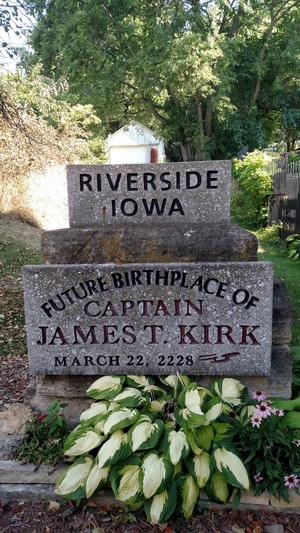 RIVERSIDE
IOWA
FUTURE BIRTHPLACE OF
CAPTAIN
JAMES T. KIRK
MARCH 22, 2228